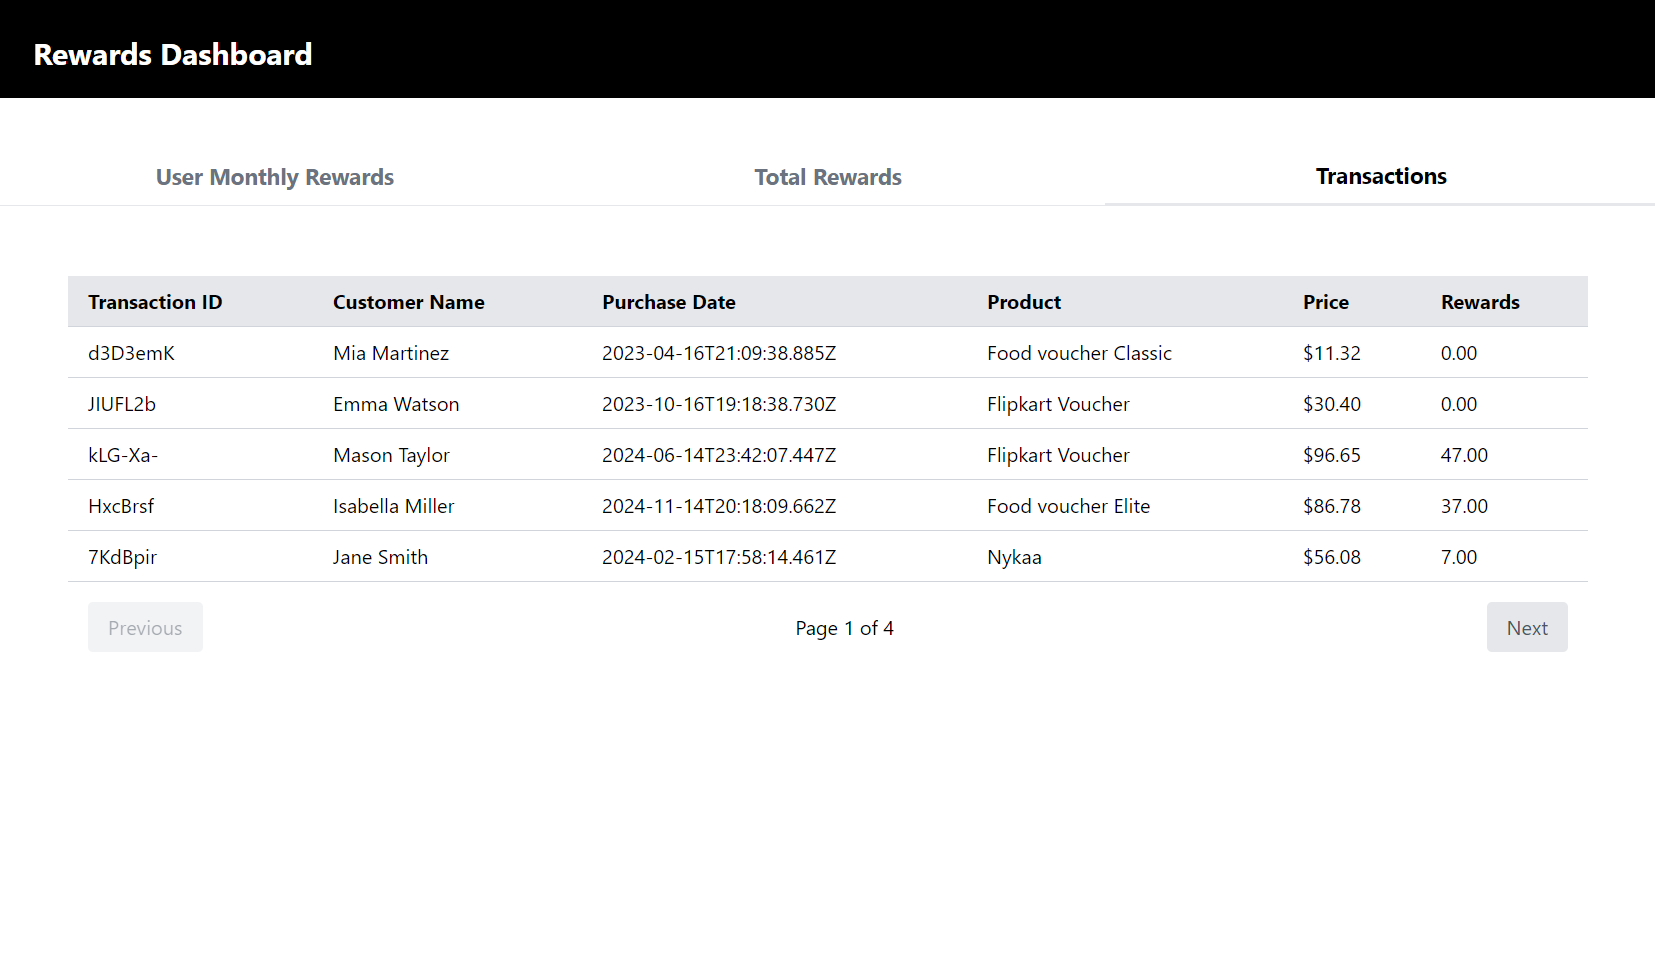 Rewards Dashboard
User Monthly Rewards Total Rewards Transactions
Transaction ID Customer Name Purchase Date Product Price Rewards
d3D3emK Mia Martinez 2023-04-16T21:09:38.885Z Food voucher Classic $11.32 0.00
JIUFL2b Emma Watson 2023-10-16T19:18:38.730Z Flipkart Voucher $30.40 0.00
kLG-Xa- Mason Taylor 2024-06-14T23:42:07.447Z Flipkart Voucher $96.65 47.00
HxcBrsf Isabella Miller 2024-11-14T20:18:09.662Z Food voucher Elite $86.78 37.00
7KdBpir Jane Smith 2024-02-15T17:58:14.461Z Nykaa $56.08 7.00
Previous Page 1 of 4 Next